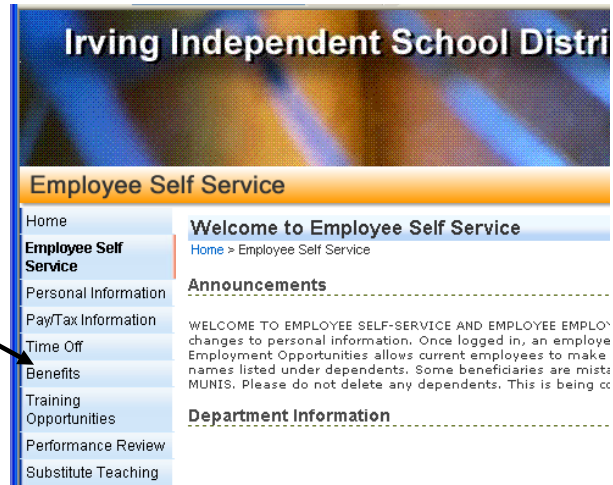 Irving Independent School Distri
Employee Self Service
Home
Employee Self
Service
Personal Information
Pay/Tax Information
Time Off
Benefits
Training
Opportunities
Performance Review
Substitute Teaching
Welcome to Employee Self Service
Home > Employee Self Service
Announcements
WELCOME TO EMPLOYEE SELF-SERVICE AND EMPLOYEE EMPLOY
changes to personal information. Once logged in, an employe
Employment Opportunities allows current employees to make
names listed under dependents. Some beneficiaries are mista
MUNIS. Please do not delete any dependents. This is being co
Department Information